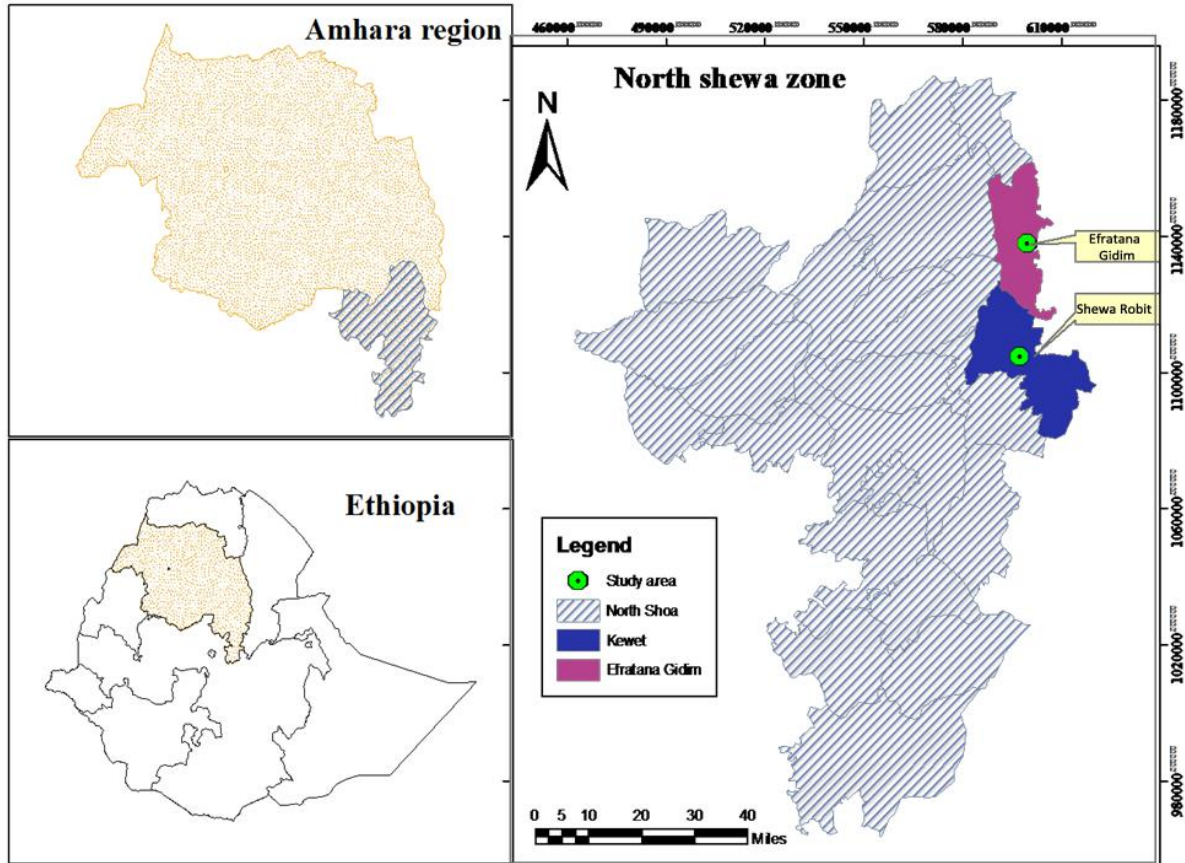 Amhara region
Ethiopia
460000 490000 520000 550000 580000 610000
North shewa zone
N
1180000
1140000
1100000
1060000
1020000
980000
Efratana
Gidim
Shewa Robit
Legend
Study area
North Shoa
Kewet
Efratana Gidim
0 5 10 20 30 40
Miles